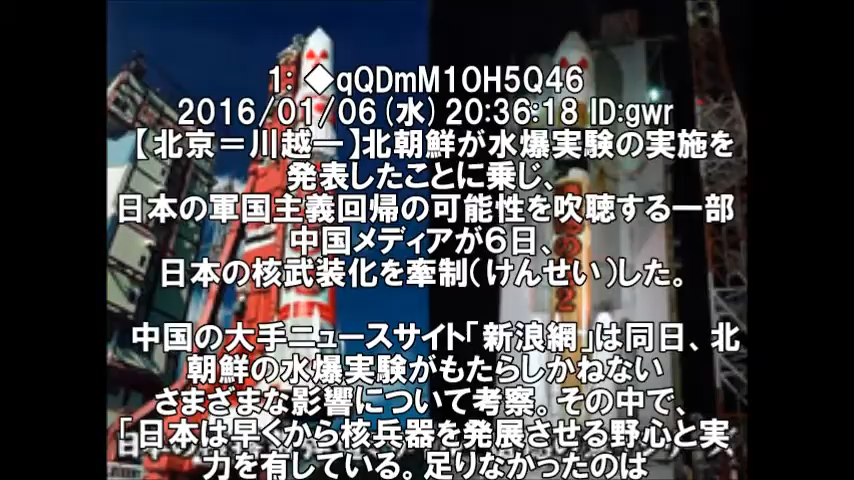 1: ◆qQDmM1OH5Q46
2016/01/06(水) 20:36:18 ID:gwr
【北京=川越一】北朝鮮が水爆実験の実施を
発表したことに乗じ、
日本の軍国主義回帰の可能性を吹聴する一部
中国メディアが6日、
日本の核武装化を牽制(けんせい)した。
中国の大手ニュースサイト「新浪網」は同日、北
朝鮮の水爆実験がもたらしかねない
さまざまな影響について考察。その中で、
「日本は早くから核兵器を発展させる野心と実
力を有している。足りなかったのは